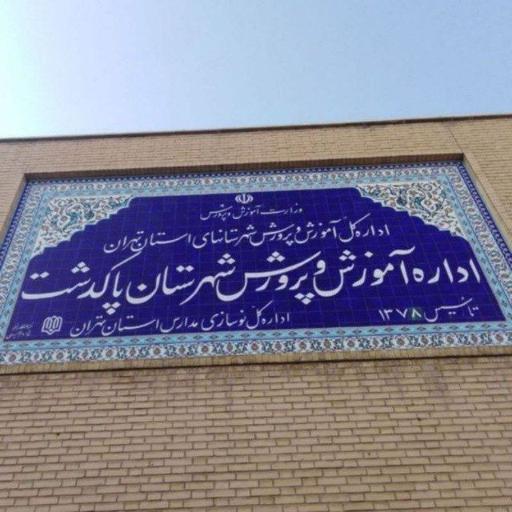 وزارت آموزش و پرورش
اداره کل آموزش و پرورش شهرستانهای استان تهران
اداره آموزش و پرورش شهرستان پاکدشت
تاسیس ۱۳۷۸
اداره کل نوسازی مدارس استان تهران